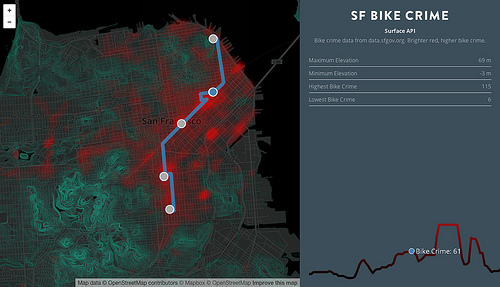 +
−
San Francisco
Map data © OpenStreetMap contributors © Mapbox © OpenStreetMap Improve this map
SF BIKE CRIME
Surface API
Bike crime data from data.sfgov.org. Brighter red, higher bike crime.
Maximum Elevation 69 m
Minimum Elevation -3 m
Highest Bike Crime 115
Lowest Bike Crime 6
Bike Crime: 61